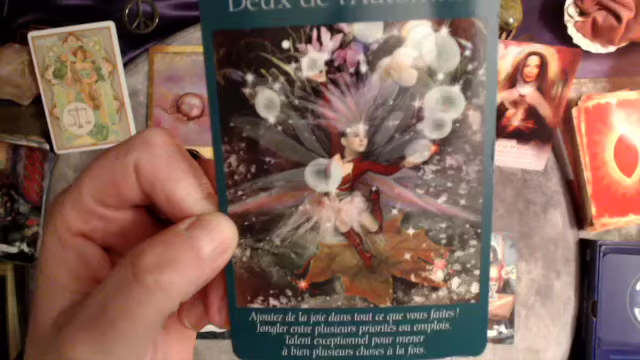 Deux de
Ajoutez de la joie dans tout ce que vous faites !
Jongler entre plusieurs priorités ou emplois.
Talent exceptionnel pour mener
à bien plusieurs choses à la fois.